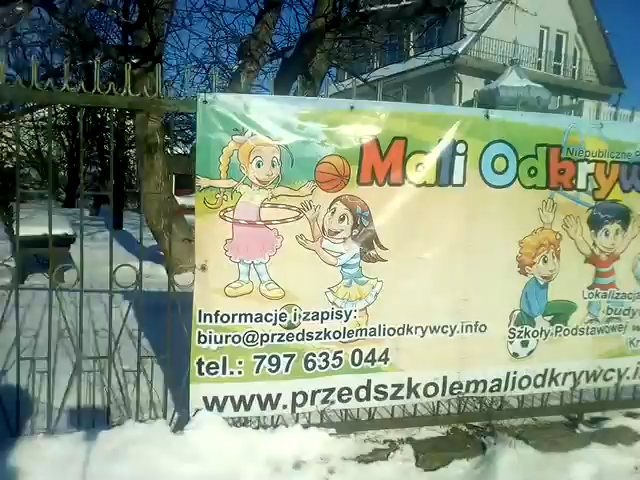 Niepubliczne
Mali Odkryw
Informacje i zapisy:
biuro@przedszkolemaliodkrywcy.info
tel.: 797 635 044
www.przedszkolemaliodkrywcy.i
Lokalizacja
budy
Szkoły Podstawowej